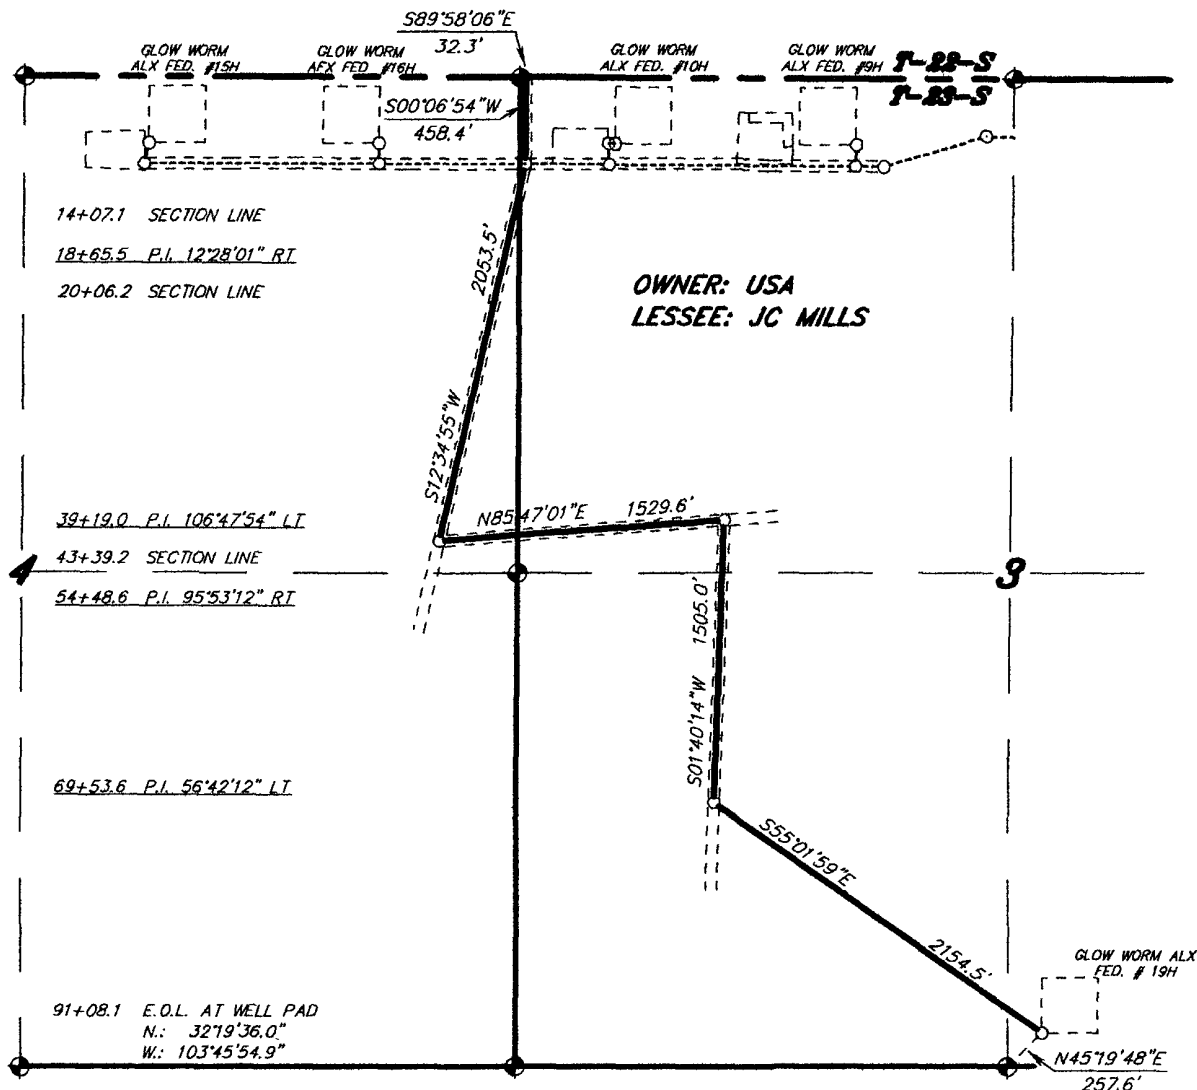 S89°58'06"E
32.3'
GLOW WORM
ALX FED. #15H
GLOW WORM
AFX FED #16H
GLOW WORM
ALX FED. #10H
GLOW WORM
ALX FED. #9H
T-22-S
T-23-S
S00°06'54"W
458.4'
14+07.1 SECTION LINE
18+65.5 P.I. 12°28'01" RT
20+06.2 SECTION LINE
2053.5'
S12°34'55"W
OWNER: USA
LESSEE: JC MILLS
39+19.0 P.I. 106°47'54" LT
N85°47'01"E 1529.6'
43+39.2 SECTION LINE
4
3
54+48.6 P.I. 95°53'12" RT
S01°40'14"W 1505.0'
69+53.6 P.I. 56°42'12" LT
S55°01'59"E
2154.5'
GLOW WORM ALX
FED. # 19H
91+08.1 E.O.L. AT WELL PAD
N.: 32°19'36.0"
W.: 103°45'54.9"
N45°19'48"E
257.6'